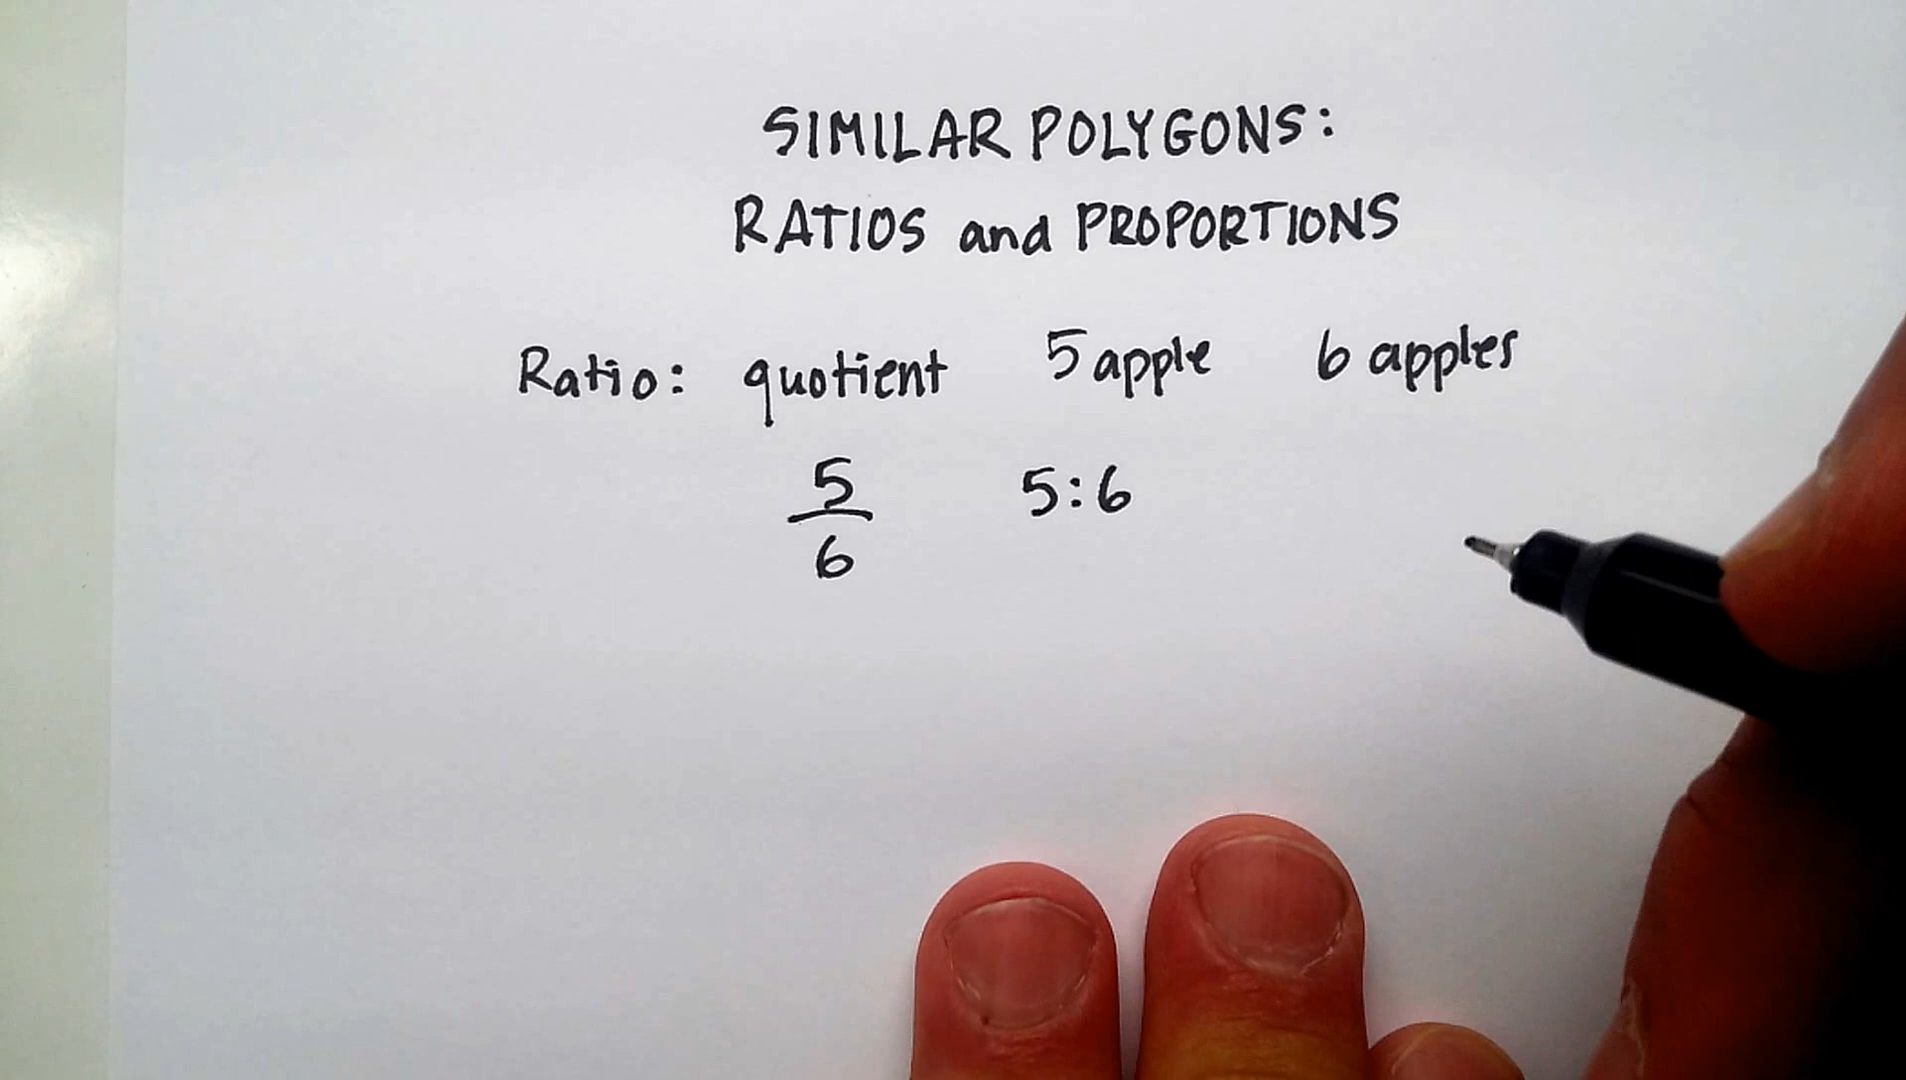 SIMILAR POLYGONS:
RATIOS and PROPORTIONS
Ratio: quotient 5 apple 6 apples
5/6 5:6